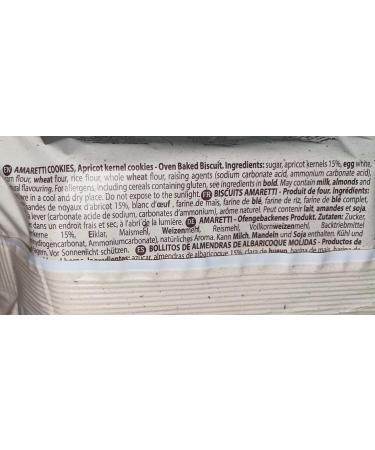 EN AMARETTI COOKIES, Apricot kernel cookies - Oven Baked Biscuit. Ingredients: sugar, apricot kernels 15%, egg white,
flour, wheat flour, rice flour, whole wheat flour, raising agents (sodium carbonate acid, ammonium carbonate acid),
flavouring. For allergens, including cereals containing gluten, see ingredients in bold. May contain milk, almonds and
in a cool and dry place. Do not expose to the sunlight. FR BISCUITS AMARETTI - Produit de four. Ingrédients:
de noyaux d'abricot 15%, blanc d'œuf, farine de maïs, farine de blé, farine de riz, farine de blé complet,
à lever (carbonate acide de sodium, carbonates d'ammonium), arôme naturel. Peut contenir lait, amandes et soja.
dans un endroit frais et sec, à l'abri de la lumière. DE AMARETTI - Ofengebackenes Produkt. Zutaten: Zucker,
15%, Eiklar, Maismehl, Weizenmehl, Reismehl, Vollkornweizenmehl, Backtriebmittel
Ammoniumcarbonate), natürliches Aroma. Kann Milch, Mandeln und Soja enthalten. Kühl und
Vor Sonnenlicht schützen. ES BOLLITOS DE ALMENDRAS DE ALBARICOQUE MOLIDAS - Productos de
azúcar, almendras de albaricoque 15%, clara de huevo, harina de